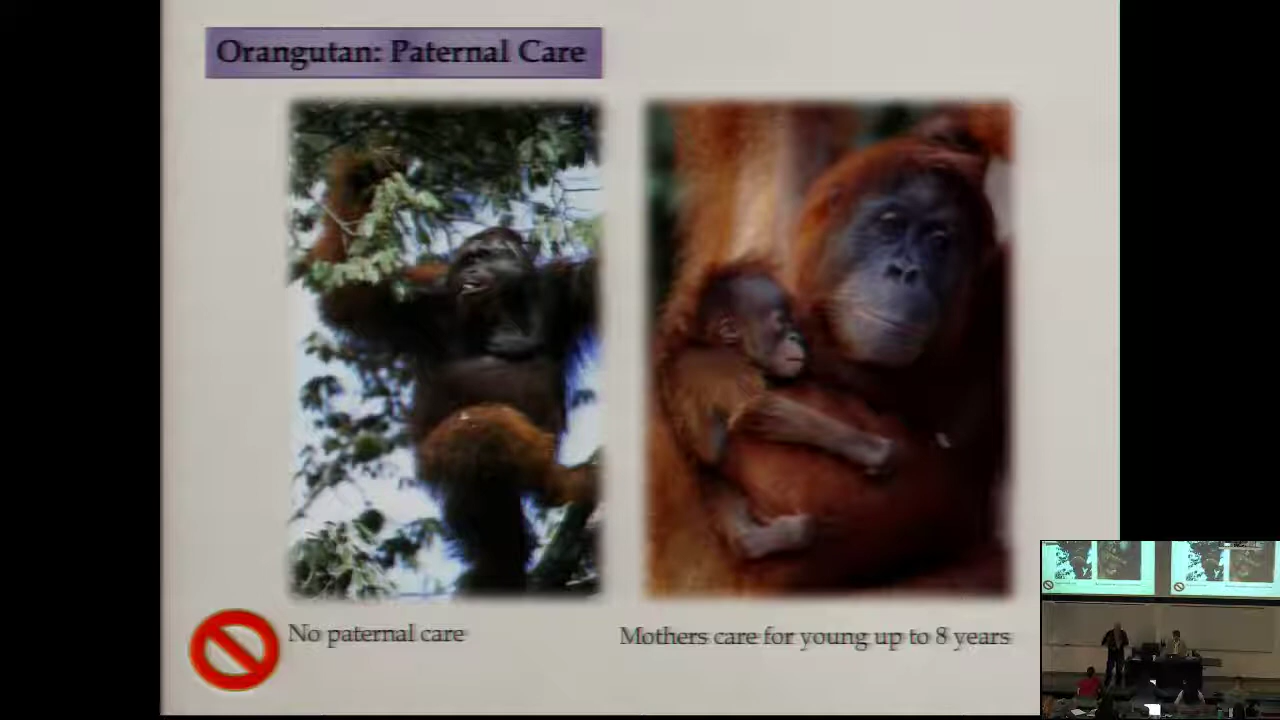 Orangutan: Paternal Care
No paternal care
Mothers care for young up to 8 years